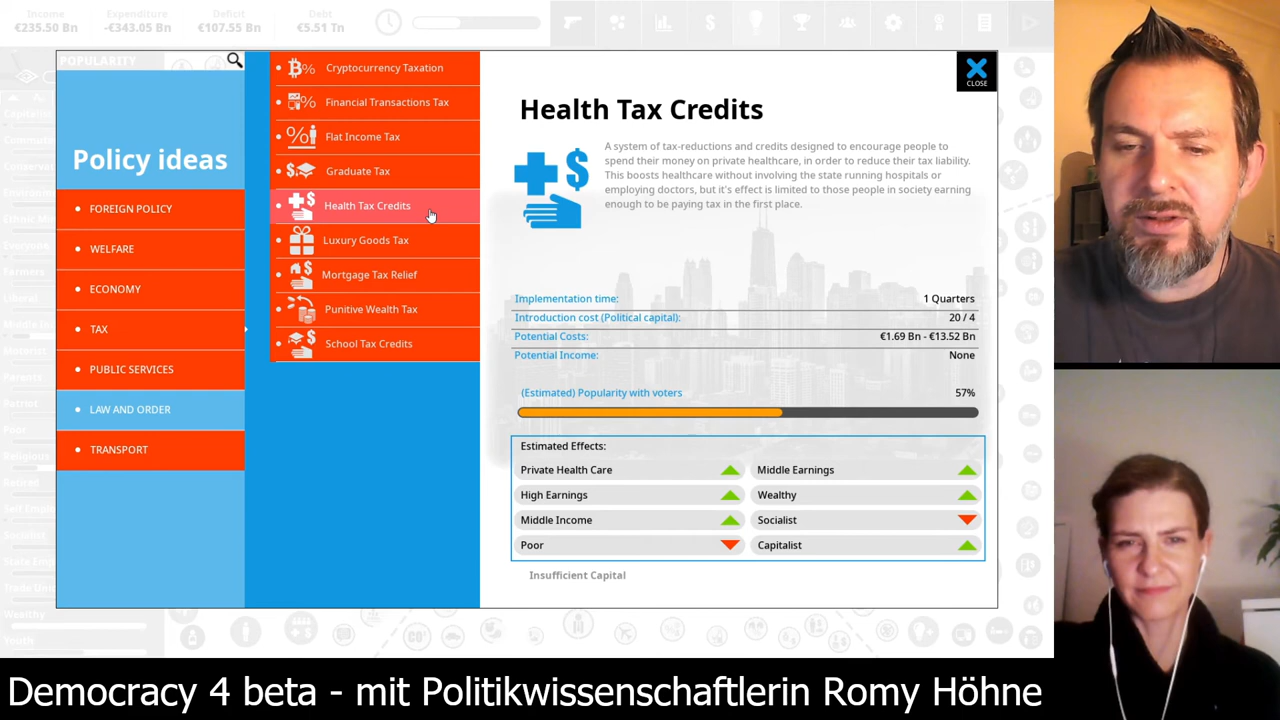 Income
€235.50 Bn
Expenditure
-€343.05 Bn
Deficit
€107.55 Bn
Debt
€5.51 Tn
POPULARITY
Policy ideas
FOREIGN POLICY
WELFARE
ECONOMY
TAX
PUBLIC SERVICES
LAW AND ORDER
TRANSPORT
Cryptocurrency Taxation
Financial Transactions Tax
Flat Income Tax
Graduate Tax
Health Tax Credits
Luxury Goods Tax
Mortgage Tax Relief
Punitive Wealth Tax
School Tax Credits
CLOSE
Health Tax Credits
A system of tax-reductions and credits designed to encourage people to
spend their money on private healthcare, in order to reduce their tax liability.
This boosts healthcare without involving the state running hospitals or
employing doctors, but it's effect is limited to those people in society earning
enough to be paying tax in the first place.
Implementation time: 1 Quarters
Introduction cost (Political capital): 20 / 4
Potential Costs: €1.69 Bn - €13.52 Bn
Potential Income: None
(Estimated) Popularity with voters 57%
Estimated Effects:
Private Health Care
Middle Earnings
High Earnings
Wealthy
Middle Income
Socialist
Poor
Capitalist
Insufficient Capital
Democracy 4 beta - mit Politikwissenschaftlerin Romy Höhne